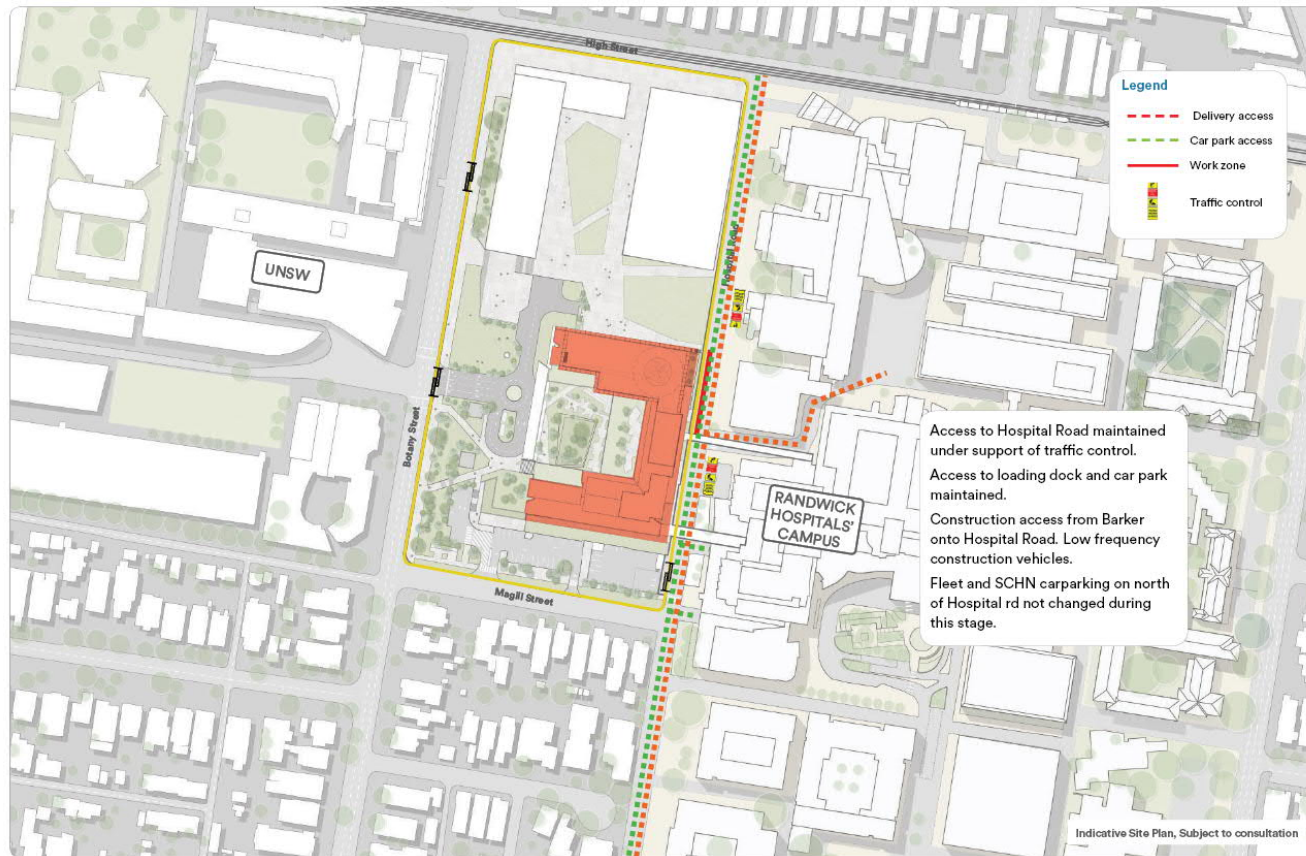 High Street
Legend
Delivery access
Car park access
Work zone
Traffic control
Hospital Road
UNSW
Botany Street
Access to Hospital Road maintained
under support of traffic control.
Access to loading dock and car park
maintained.
Construction access from Barker
onto Hospital Road. Low frequency
construction vehicles.
Fleet and SCHN carparking on north
of Hospital rd not changed during
this stage.
RANDWICK
HOSPITALS'
CAMPUS
Magill Street
Indicative Site Plan, Subject to consultation